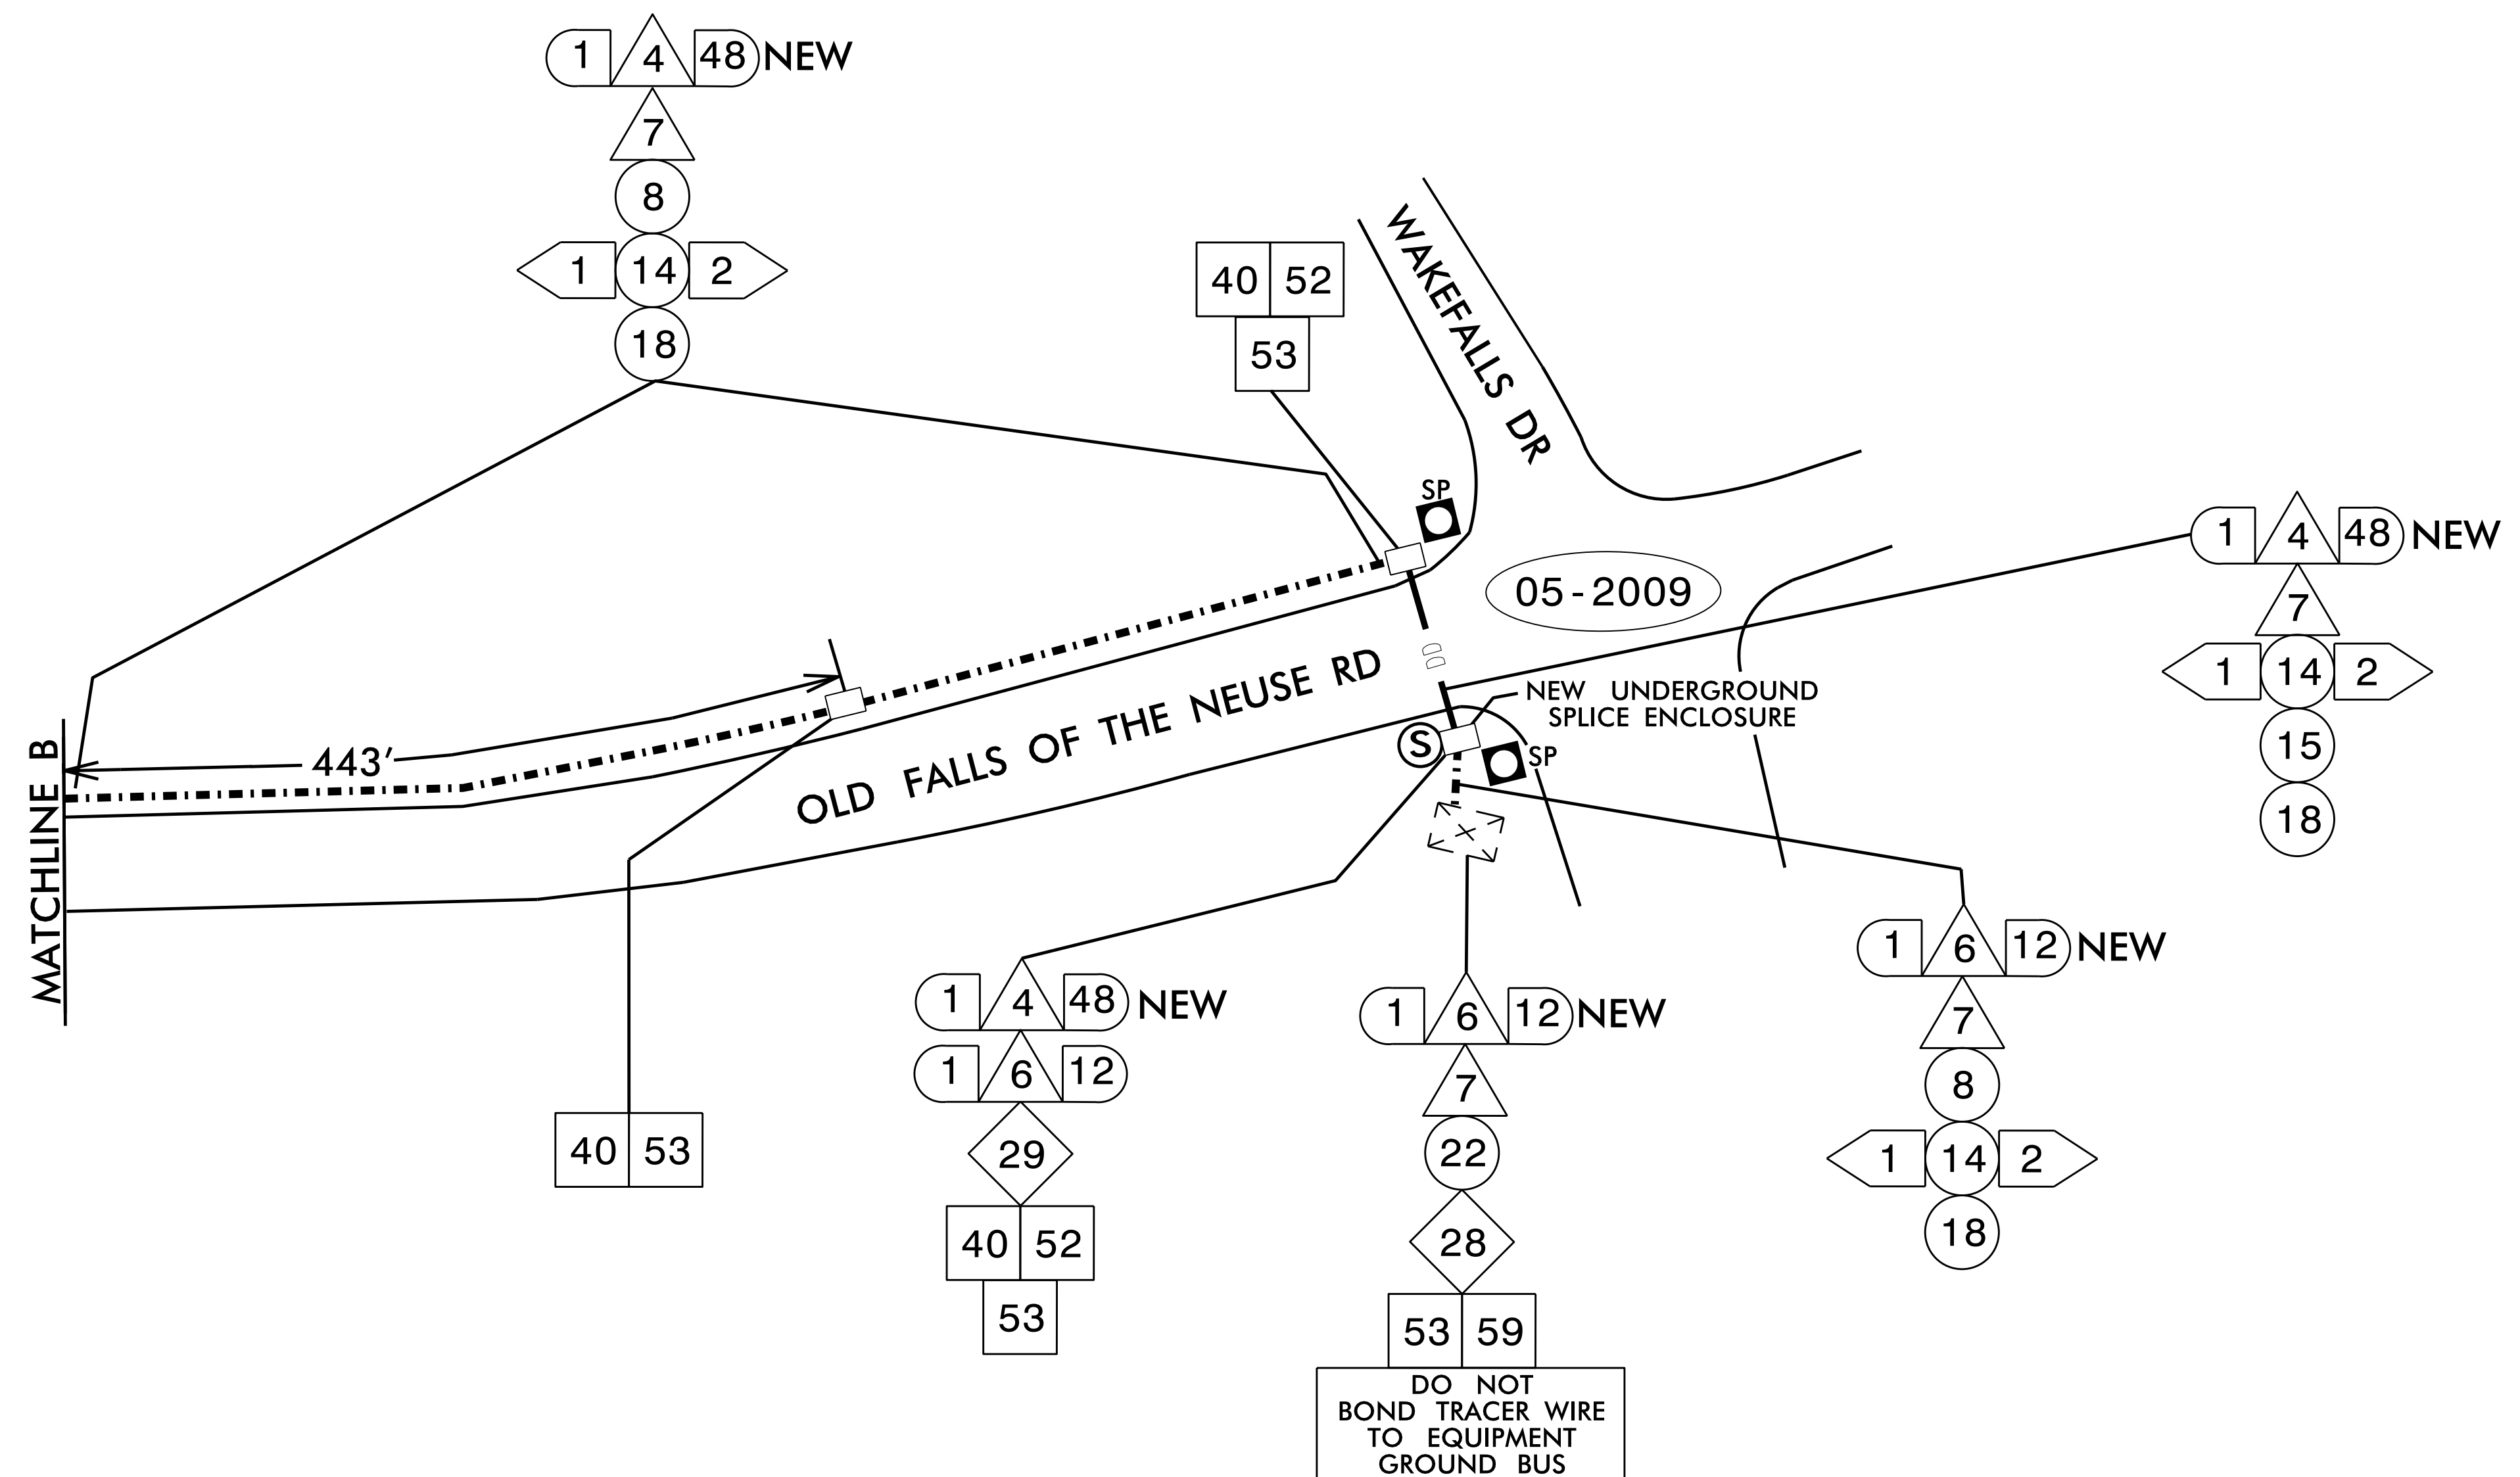 1 4 48 NEW
7
8
1 14 2
18
40 52
53
WAKEFALLS DR
SP
05-2009
1 4 48 NEW
7
1 14 2
15
18
OLD FALLS OF THE NEUSE RD
NEW UNDERGROUND
SPLICE ENCLOSURE
S
SP
443'
MATCHLINE B
40 53
1 4 48 NEW
1 6 12
29
40 52
53
1 6 12 NEW
7
22
28
53 59
DO NOT
BOND TRACER WIRE
TO EQUIPMENT
GROUND BUS
1 6 12 NEW
7
8
1 14 2
18